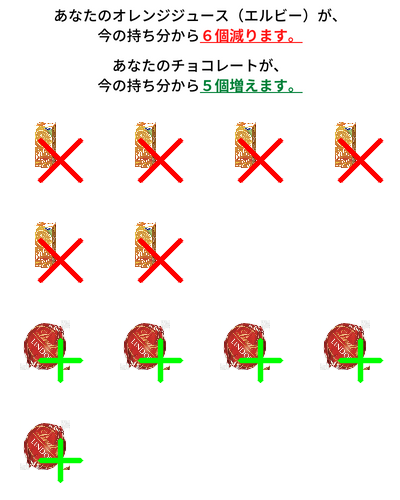 あなたのオレンジジュース（エルビー）が、
今の持ち分から６個減ります。
あなたのチョコレートが、
今の持ち分から５個増えます。